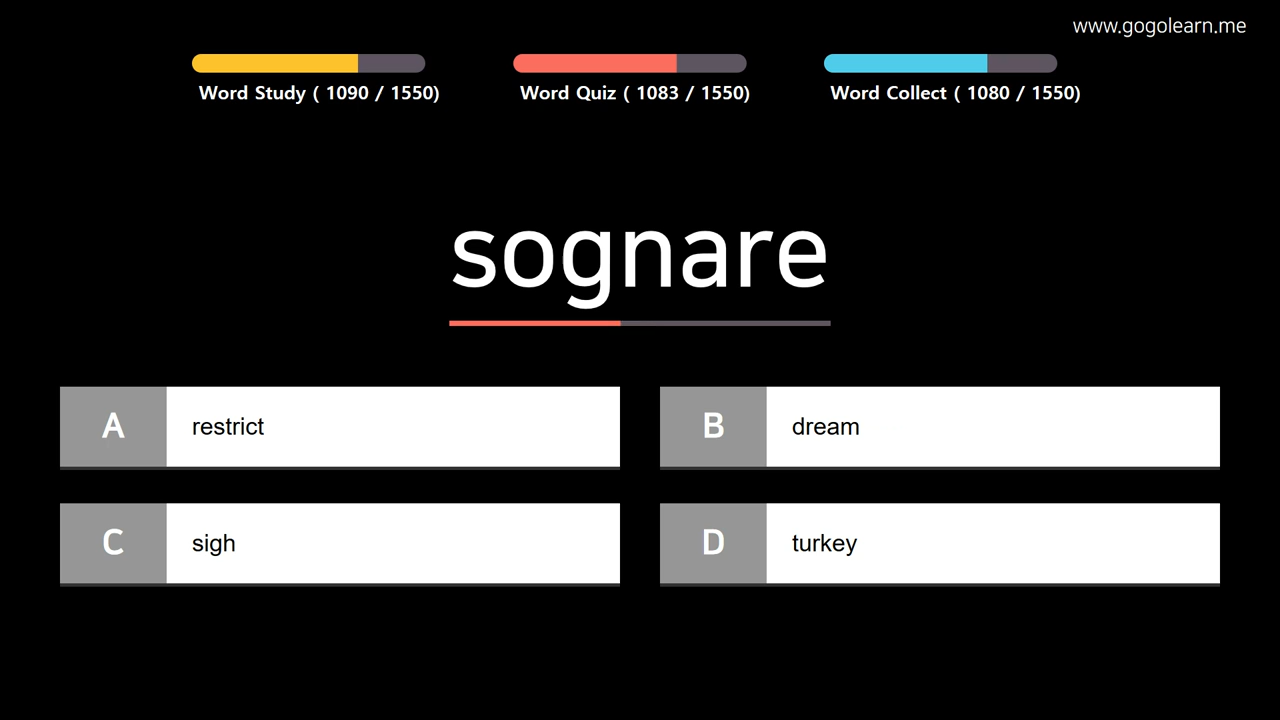 www.gogolearn.me
Word Study ( 1090 / 1550)
Word Quiz ( 1083 / 1550)
Word Collect ( 1080 / 1550)
sognare
A restrict
B dream
C sigh
D turkey